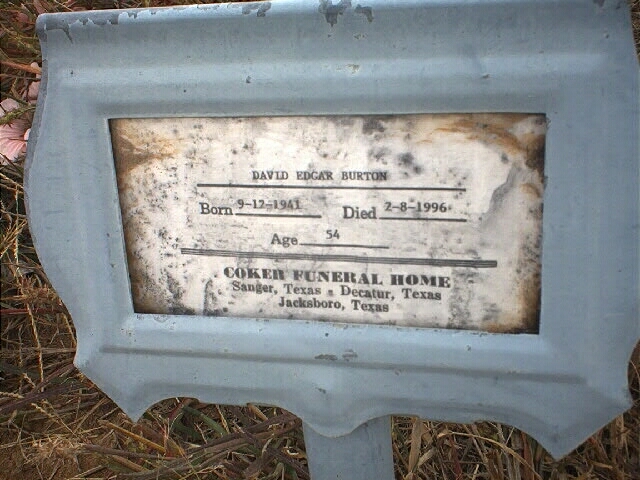 DAVID EDGAR BURTON
Born 9-17-1941 Died 2-8-1996
Age 54
COKER FUNERAL HOME
Sanger, Texas - Decatur, Texas
Jacksboro, Texas